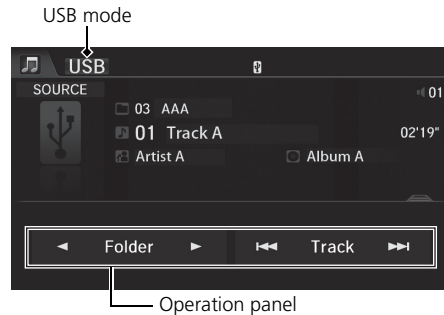 USB mode
USB
SOURCE
01
03 AAA
01 Track A
02'19"
Artist A
Album A
Folder
Track
Operation panel